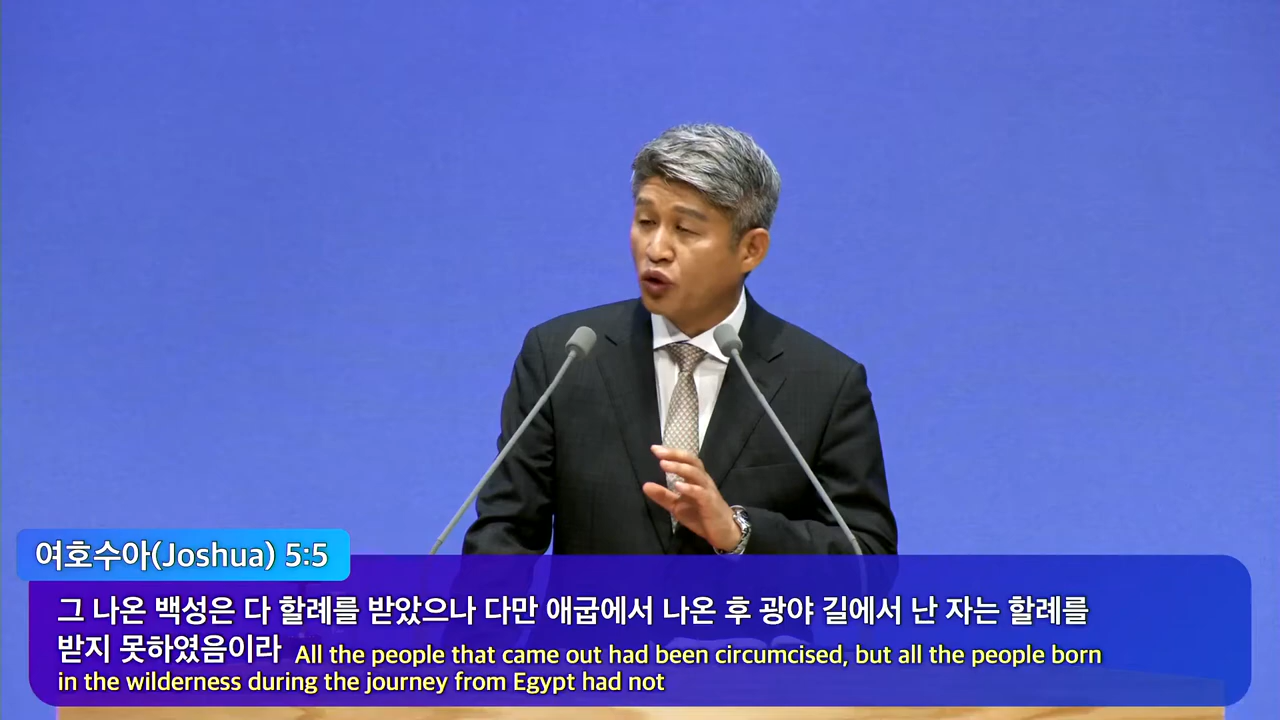 여호수아(Joshua) 5:5
그 나온 백성은 다 할례를 받았으나 다만 애굽에서 나온 후 광야 길에서 난 자는 할례를
받지 못하였음이라 All the people that came out had been circumcised, but all the people born
in the wilderness during the journey from Egypt had not